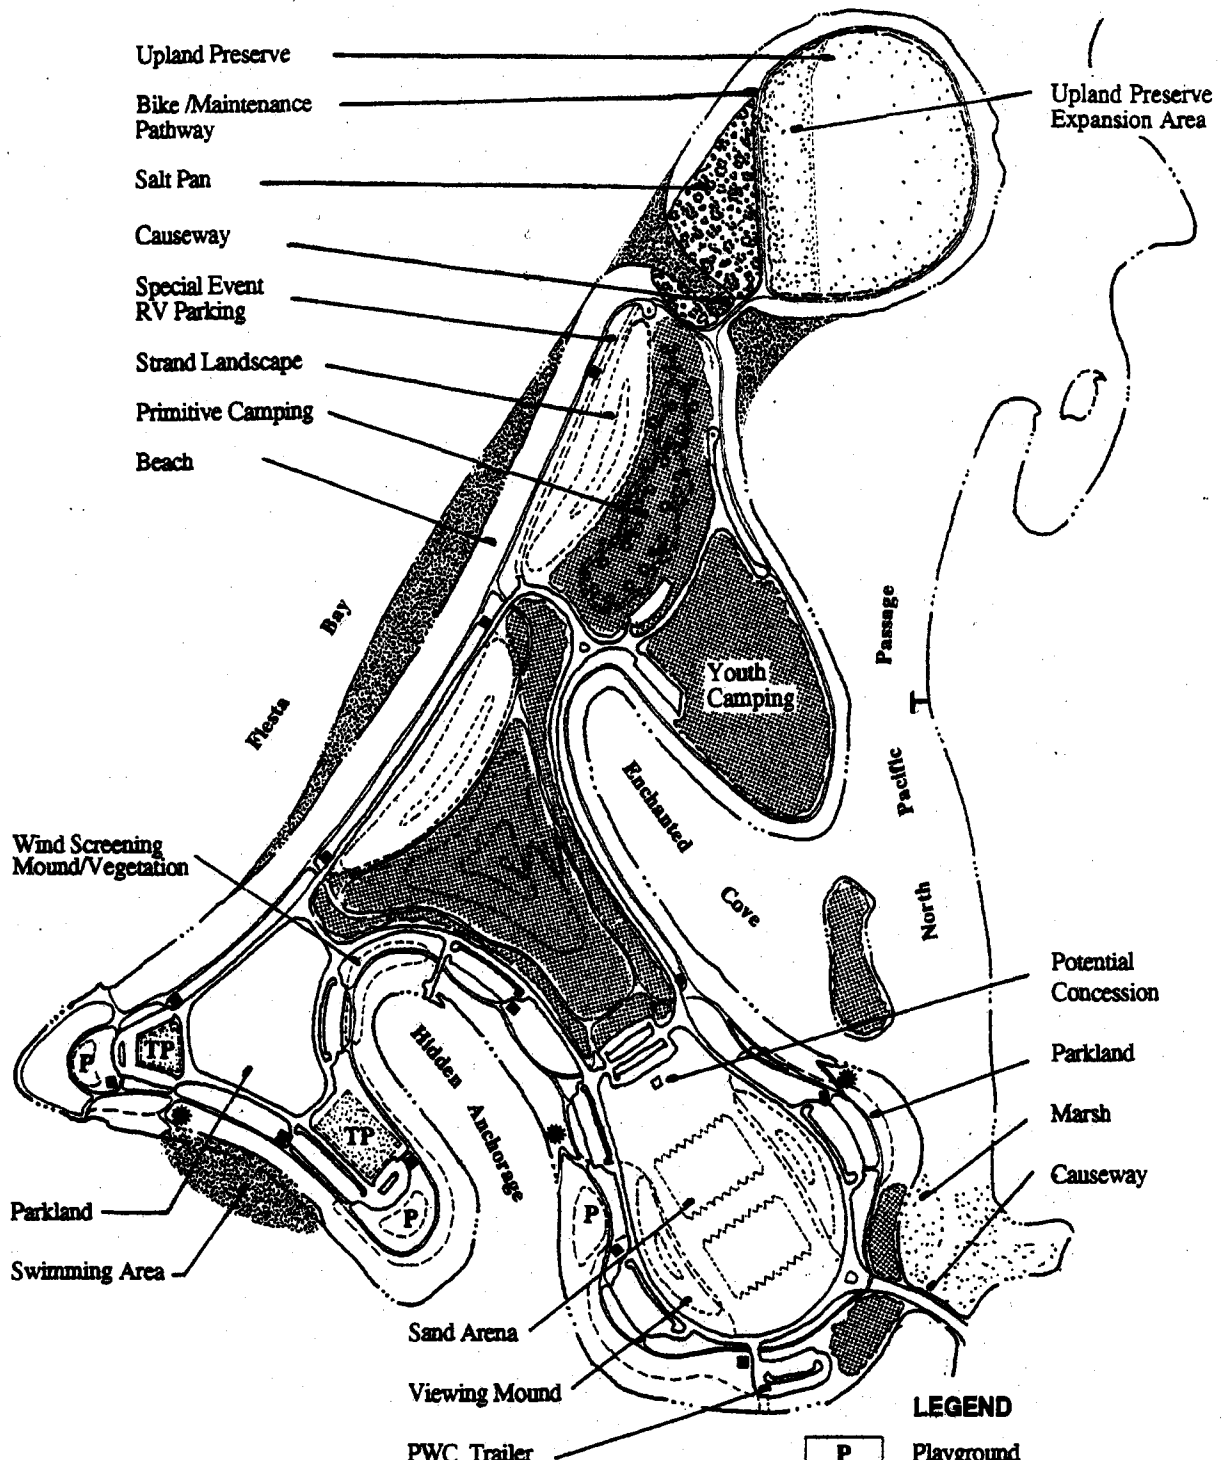 Upland Preserve
Bike /Maintenance
Pathway
Salt Pan
Causeway
Special Event
RV Parking
Strand Landscape
Primitive Camping
Beach
Upland Preserve
Expansion Area
Fiesta Bay
Youth
Camping
North Pacific Passage
Enchanted Cove
Wind Screening
Mound/Vegetation
Hidden Anchorage
Potential
Concession
Parkland
Marsh
Causeway
P
TP
TP
P
P
Parkland
Swimming Area
Sand Arena
Viewing Mound
PWC Trailer
LEGEND
P Playground